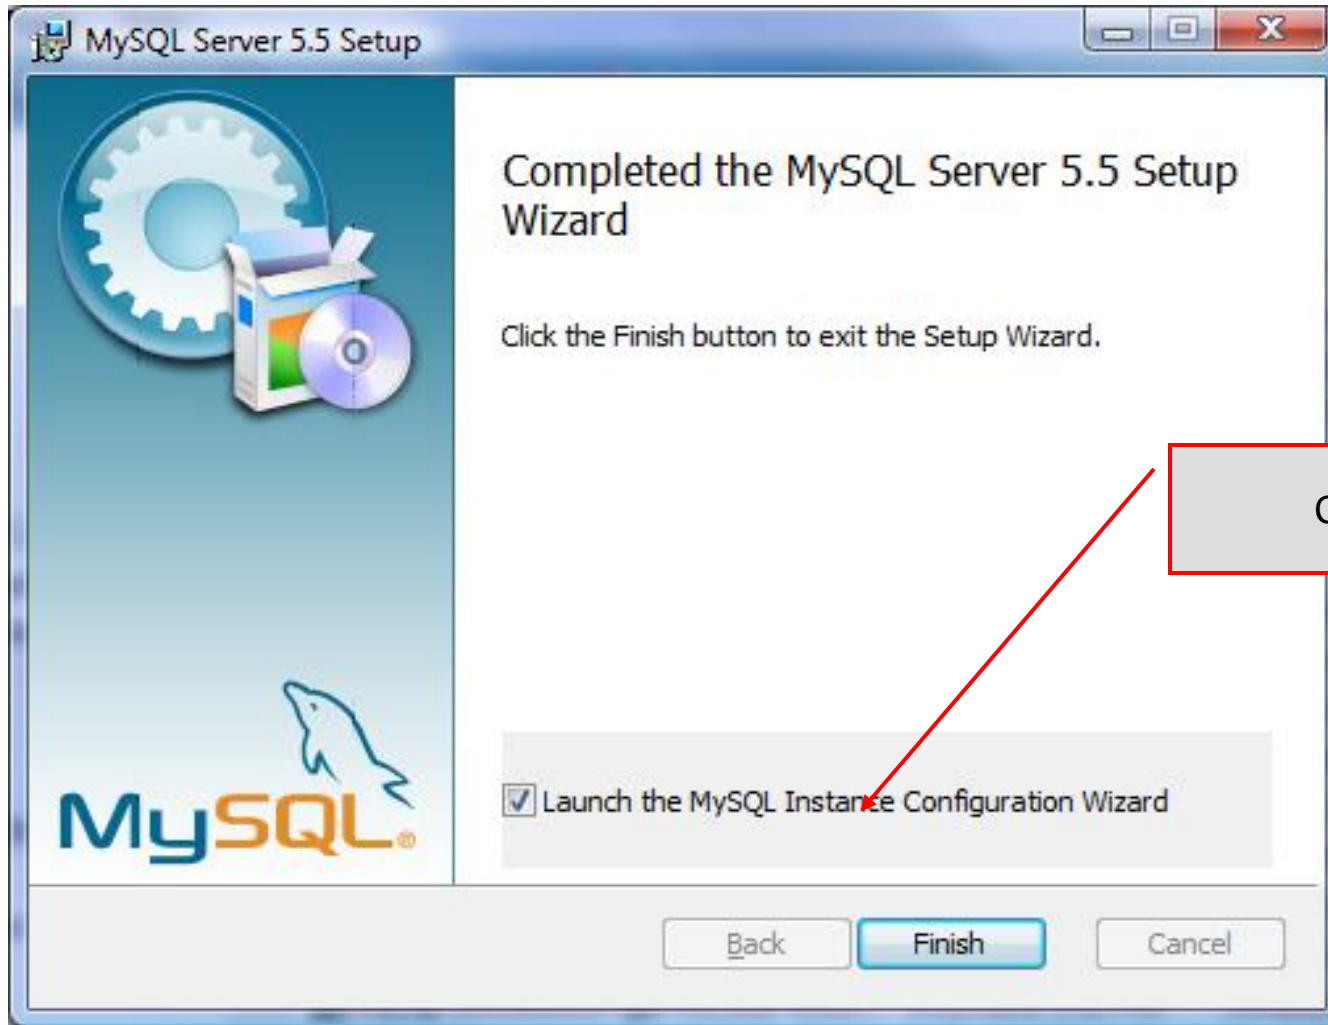 MySQL Server 5.5 Setup
Completed the MySQL Server 5.5 Setup
Wizard
Click the Finish button to exit the Setup Wizard.
Launch the MySQL Instance Configuration Wizard
MySQL®
Back
Finish
Cancel